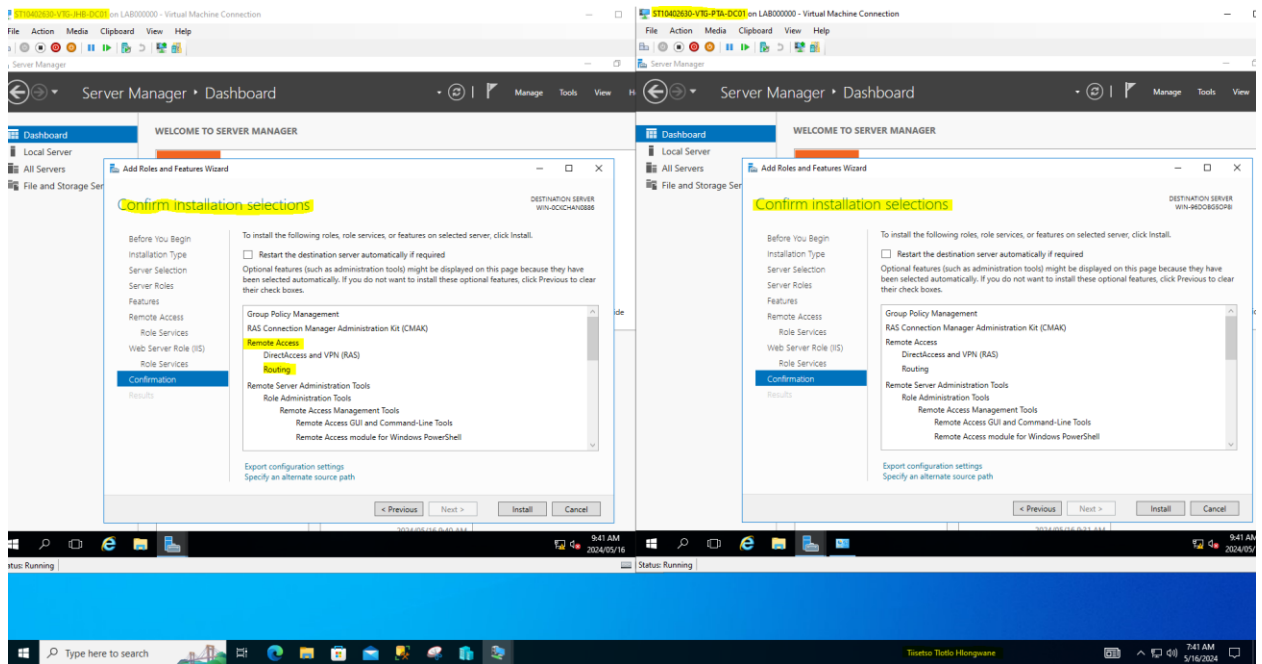 ST10402630-VTG-JHB-DC01 on LAB000000 - Virtual Machine Connection
File Action Media Clipboard View Help
Server Manager
Server Manager • Dashboard
Manage Tools View
Dashboard
Local Server
All Servers
File and Storage Ser
WELCOME TO SERVER MANAGER
Add Roles and Features Wizard
Confirm installation selections
DESTINATION SERVER
Before You Begin
Installation Type
Server Selection
Server Roles
Features
Remote Access
Role Services
Web Server Role (IIS)
Role Services
Confirmation
Results
To install the following roles, role services, or features on selected server, click Install.
Restart the destination server automatically if required
Optional features (such as administration tools) might be displayed on this page because they have
been selected automatically. If you do not want to install these optional features, click Previous to clear
their check boxes.
Group Policy Management
RAS Connection Manager Administration Kit (CMAK)
Remote Access
DirectAccess and VPN (RAS)
Routing
Remote Server Administration Tools
Role Administration Tools
Remote Access Management Tools
Remote Access GUI and Command-Line Tools
Remote Access module for Windows PowerShell
Export configuration settings
Specify an alternate source path
< Previous Next > Install Cancel
9:41 AM
2024/05/16
Status: Running
ST10402630-VTG-PTA-DC01 on LAB000000 - Virtual Machine Connection
File Action Media Clipboard View Help
Server Manager
Server Manager • Dashboard
Manage Tools View
Dashboard
Local Server
All Servers
File and Storage Ser
WELCOME TO SERVER MANAGER
Add Roles and Features Wizard
Confirm installation selections
DESTINATION SERVER
Before You Begin
Installation Type
Server Selection
Server Roles
Features
Remote Access
Role Services
Web Server Role (IIS)
Role Services
Confirmation
Results
To install the following roles, role services, or features on selected server, click Install.
Restart the destination server automatically if required
Optional features (such as administration tools) might be displayed on this page because they have
been selected automatically. If you do not want to install these optional features, click Previous to clear
their check boxes.
Group Policy Management
RAS Connection Manager Administration Kit (CMAK)
Remote Access
DirectAccess and VPN (RAS)
Routing
Remote Server Administration Tools
Role Administration Tools
Remote Access Management Tools
Remote Access GUI and Command-Line Tools
Remote Access module for Windows PowerShell
Export configuration settings
Specify an alternate source path
< Previous Next > Install Cancel
9:41 AM
2024/05/
Status: Running
Type here to search
Tiisetso Tlotlo Hlongwane
7:41 AM
5/16/2024